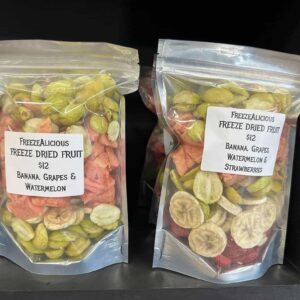 FreezeAlicious
FREEZE DRIED FRUIT
$12
Banana, Grapes &
Watermelon
FreezeAlicious
FREEZE DRIED FRUIT
$12
Banana, Grapes,
Watermelon &
Strawberries